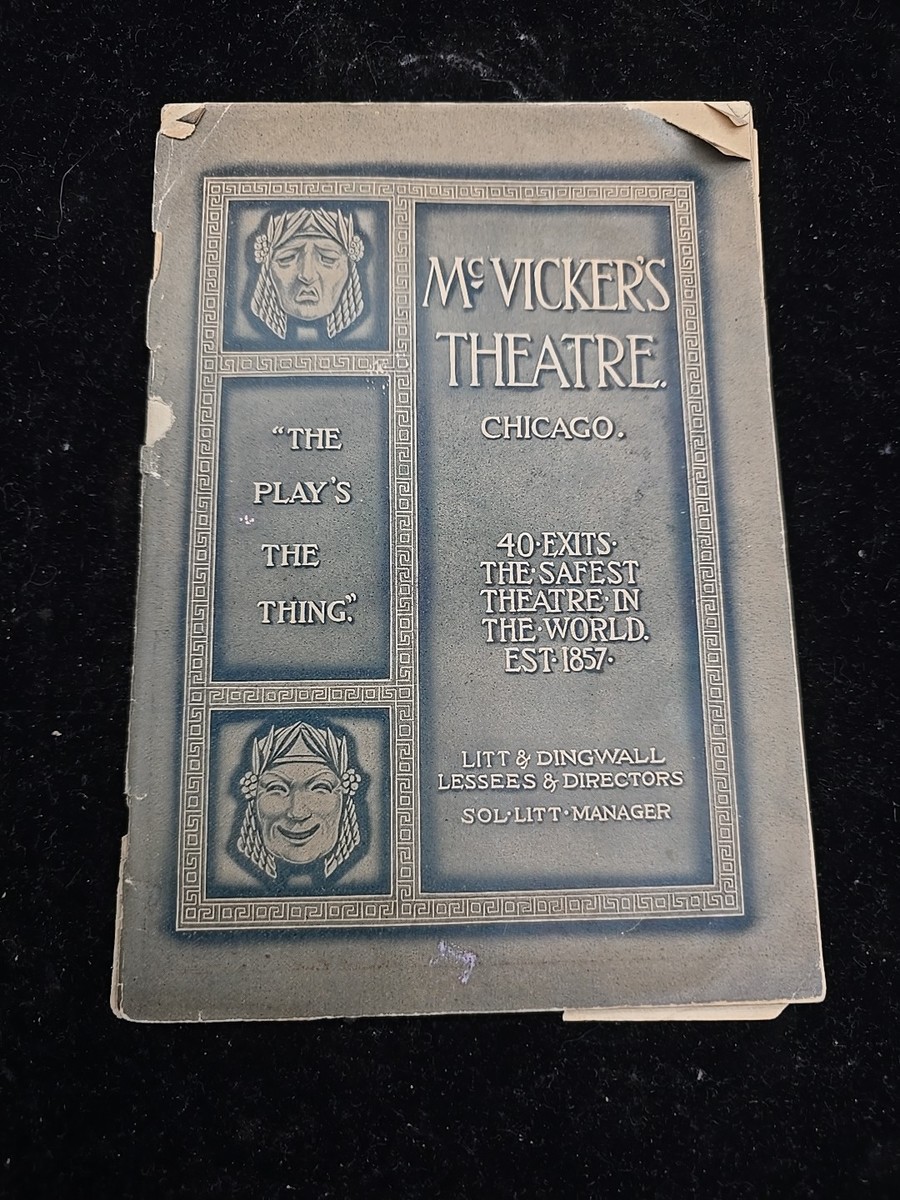 "THE
PLAY'S
THE
THING."
McVICKER'S
THEATRE.
CHICAGO.
40·EXITS·
THE·SAFEST
THEATRE·IN
THE·WORLD.
EST·1857·
LITT & DINGWALL
LESSEES & DIRECTORS
SOL·LITT·MANAGER